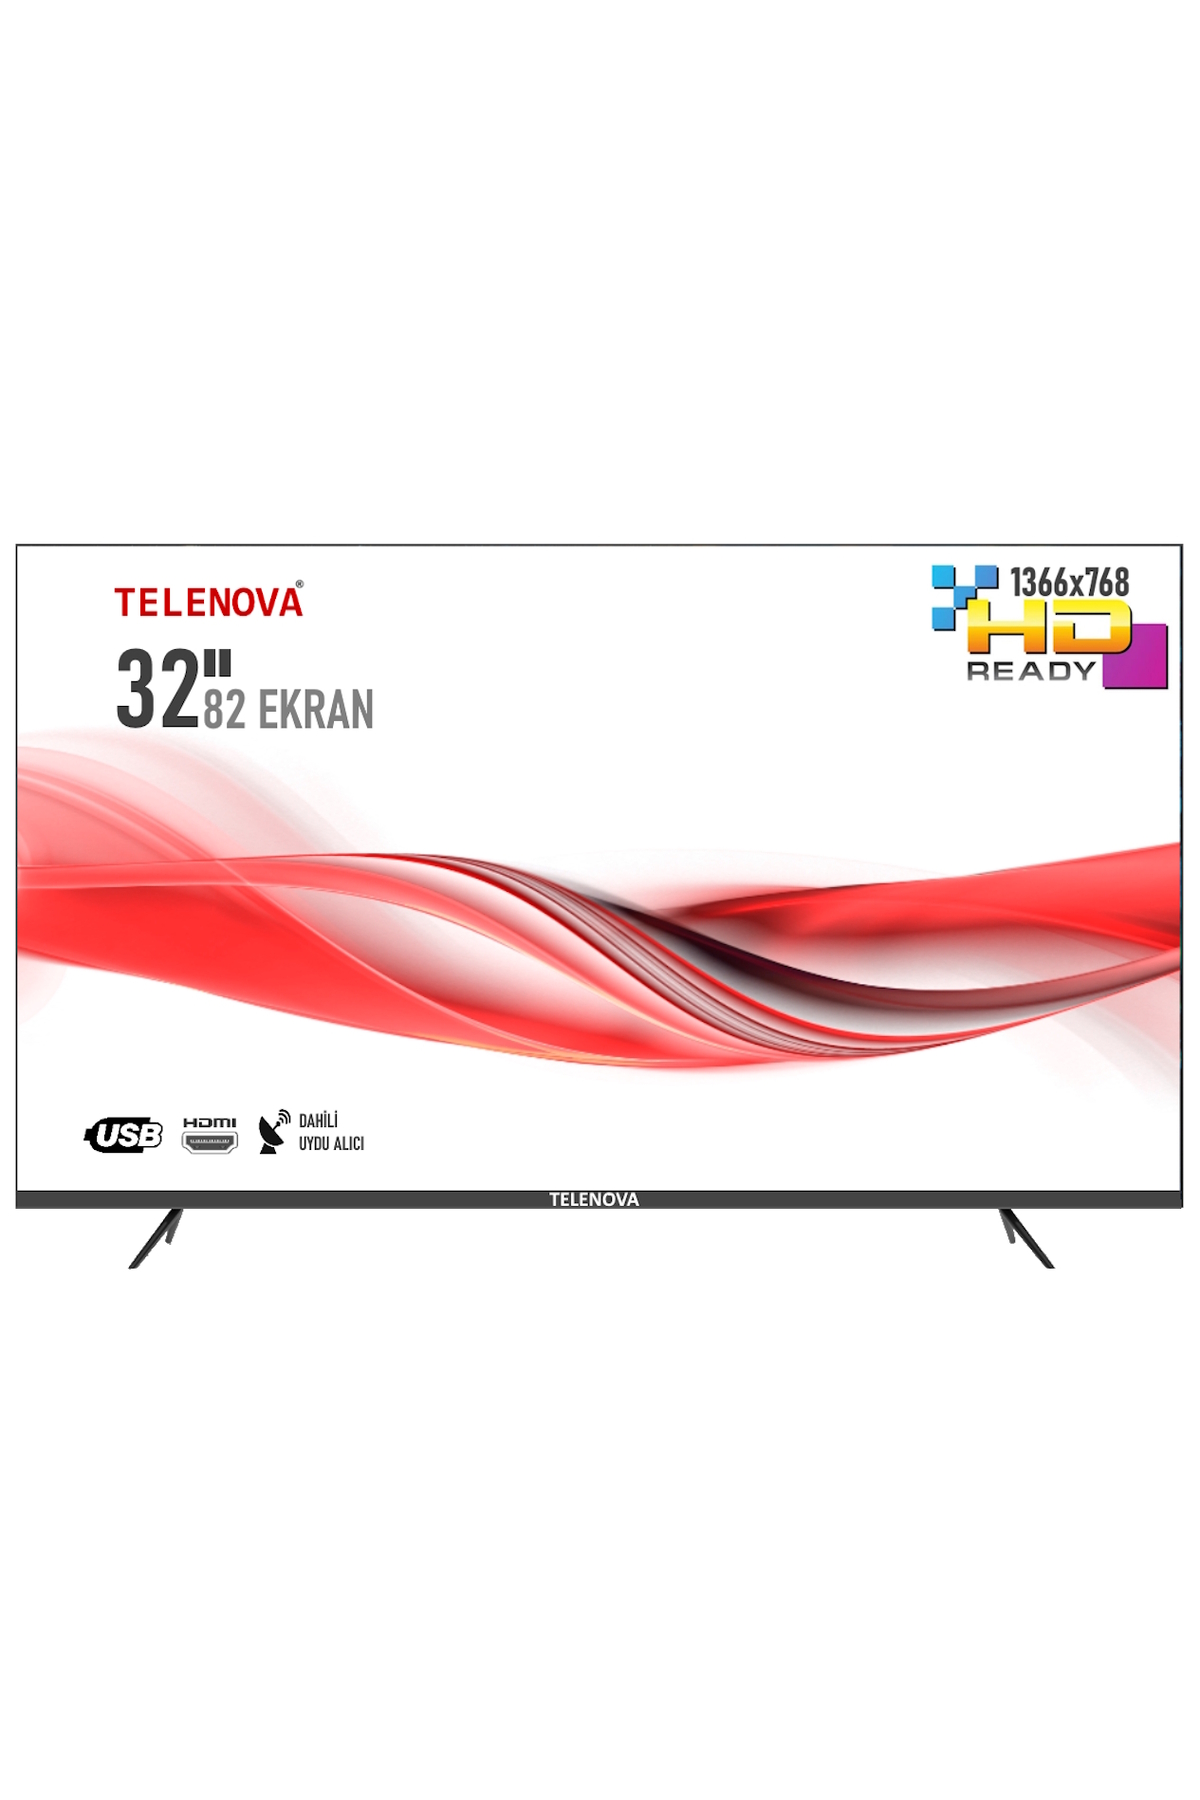 TELENOVA®
32"
82 EKRAN
1366x768
HD
READY
USB
HDMI
DAHİLİ
UYDU ALICI
TELENOVA